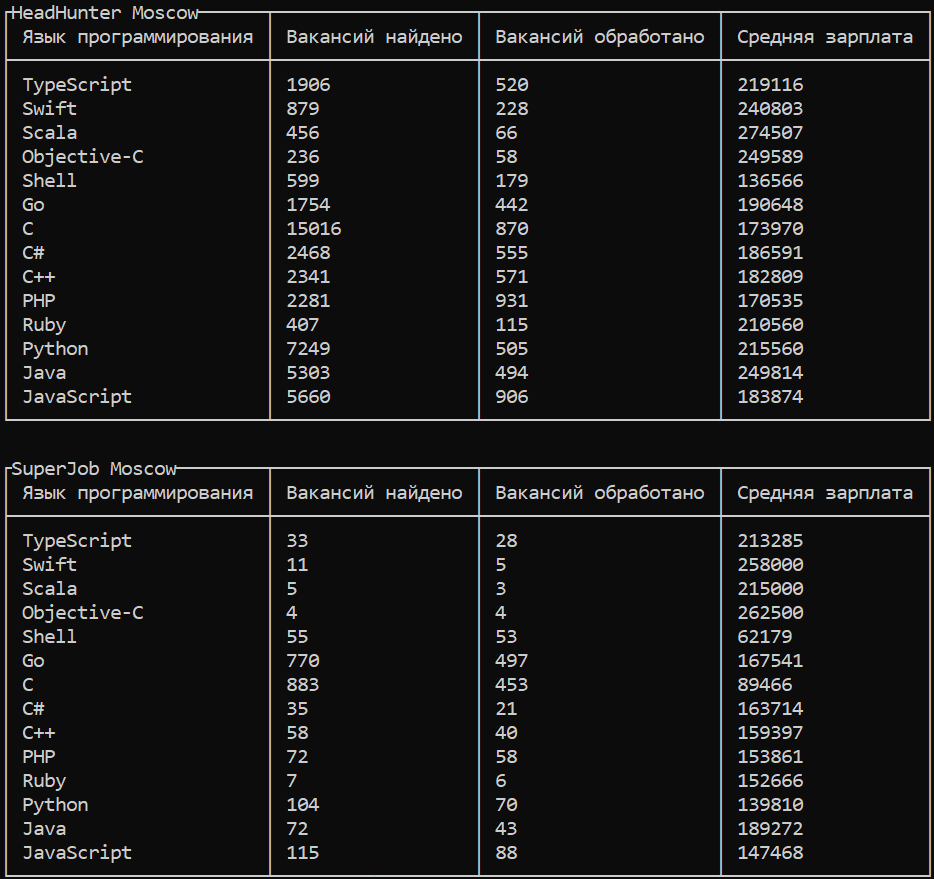 HeadHunter Moscow
Язык программирования Вакансий найдено Вакансий обработано Средняя зарплата
TypeScript 1906 520 219116
Swift 879 228 240803
Scala 456 66 274507
Objective-C 236 58 249589
Shell 599 179 136566
Go 1754 442 190648
C 15016 870 173970
C# 2468 555 186591
C++ 2341 571 182809
PHP 2281 931 170535
Ruby 407 115 210560
Python 7249 505 215560
Java 5303 494 249814
JavaScript 5660 906 183874
SuperJob Moscow
Язык программирования Вакансий найдено Вакансий обработано Средняя зарплата
TypeScript 33 28 213285
Swift 11 5 258000
Scala 5 3 215000
Objective-C 4 4 262500
Shell 55 53 62179
Go 770 497 167541
C 883 453 89466
C# 35 21 163714
C++ 58 40 159397
PHP 72 58 153861
Ruby 7 6 152666
Python 104 70 139810
Java 72 43 189272
JavaScript 115 88 147468